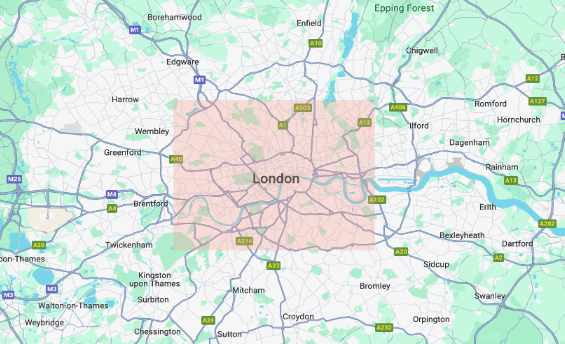 Epping Forest
Borehamwood
Enfield
M1
A10
Chigwell
Edgware
M1
A12
Harrow
A503
A406
Romford
A127
Hornchurch
Wembley
A1
A12
Ilford
Greenford
A40
Dagenham
Rainham
M25
London
A13
M4
Brentford
A102
Erith
A4
A282
A30
Twickenham
A214
Bexleyheath
Dartford
A20
A2
on-Thames
A23
Sidcup
Kingston
upon Thames
M3
M3
Mitcham
Bromley
Swanley
Surbiton
Walton-on-Thames
Weybridge
A24
Croydon
Orpington
Chessington
Sutton
A232